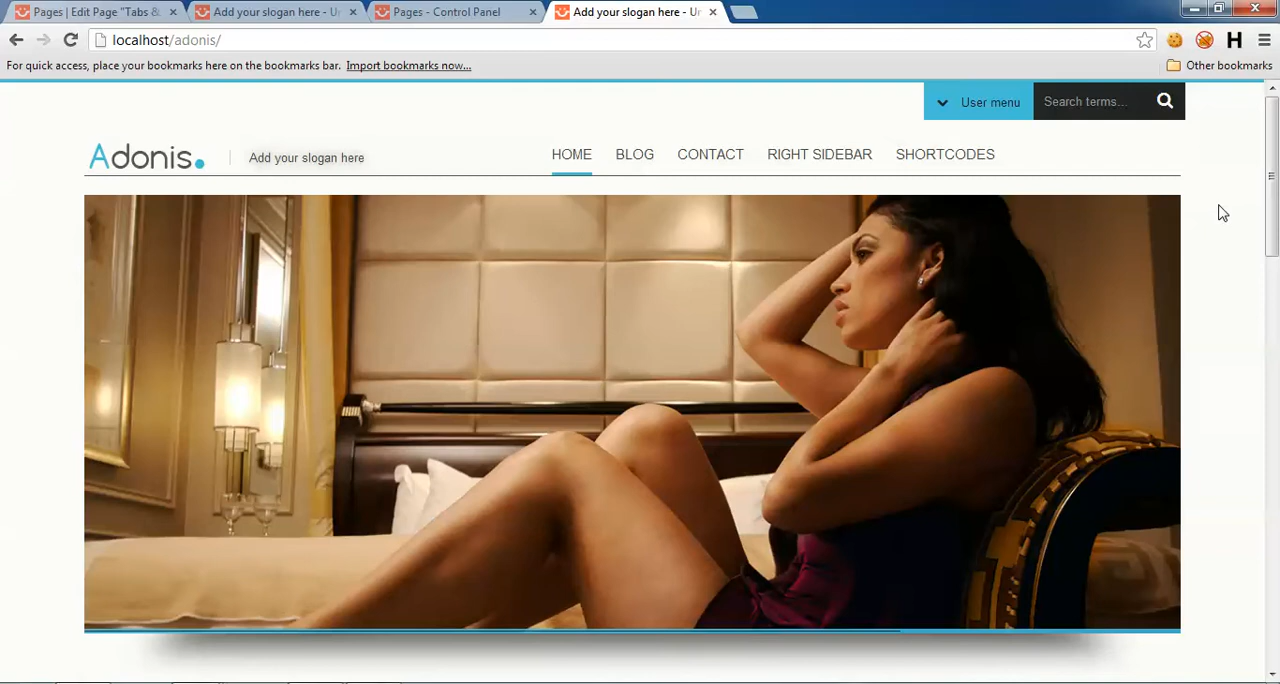 Pages | Edit Page "Tabs &
Add your slogan here - U
Pages - Control Panel
Add your slogan here - Ur
localhost/adonis/
For quick access, place your bookmarks here on the bookmarks bar. Import bookmarks now...
Other bookmarks
User menu
Search terms...
Adonis.
Add your slogan here
HOME
BLOG
CONTACT
RIGHT SIDEBAR
SHORTCODES